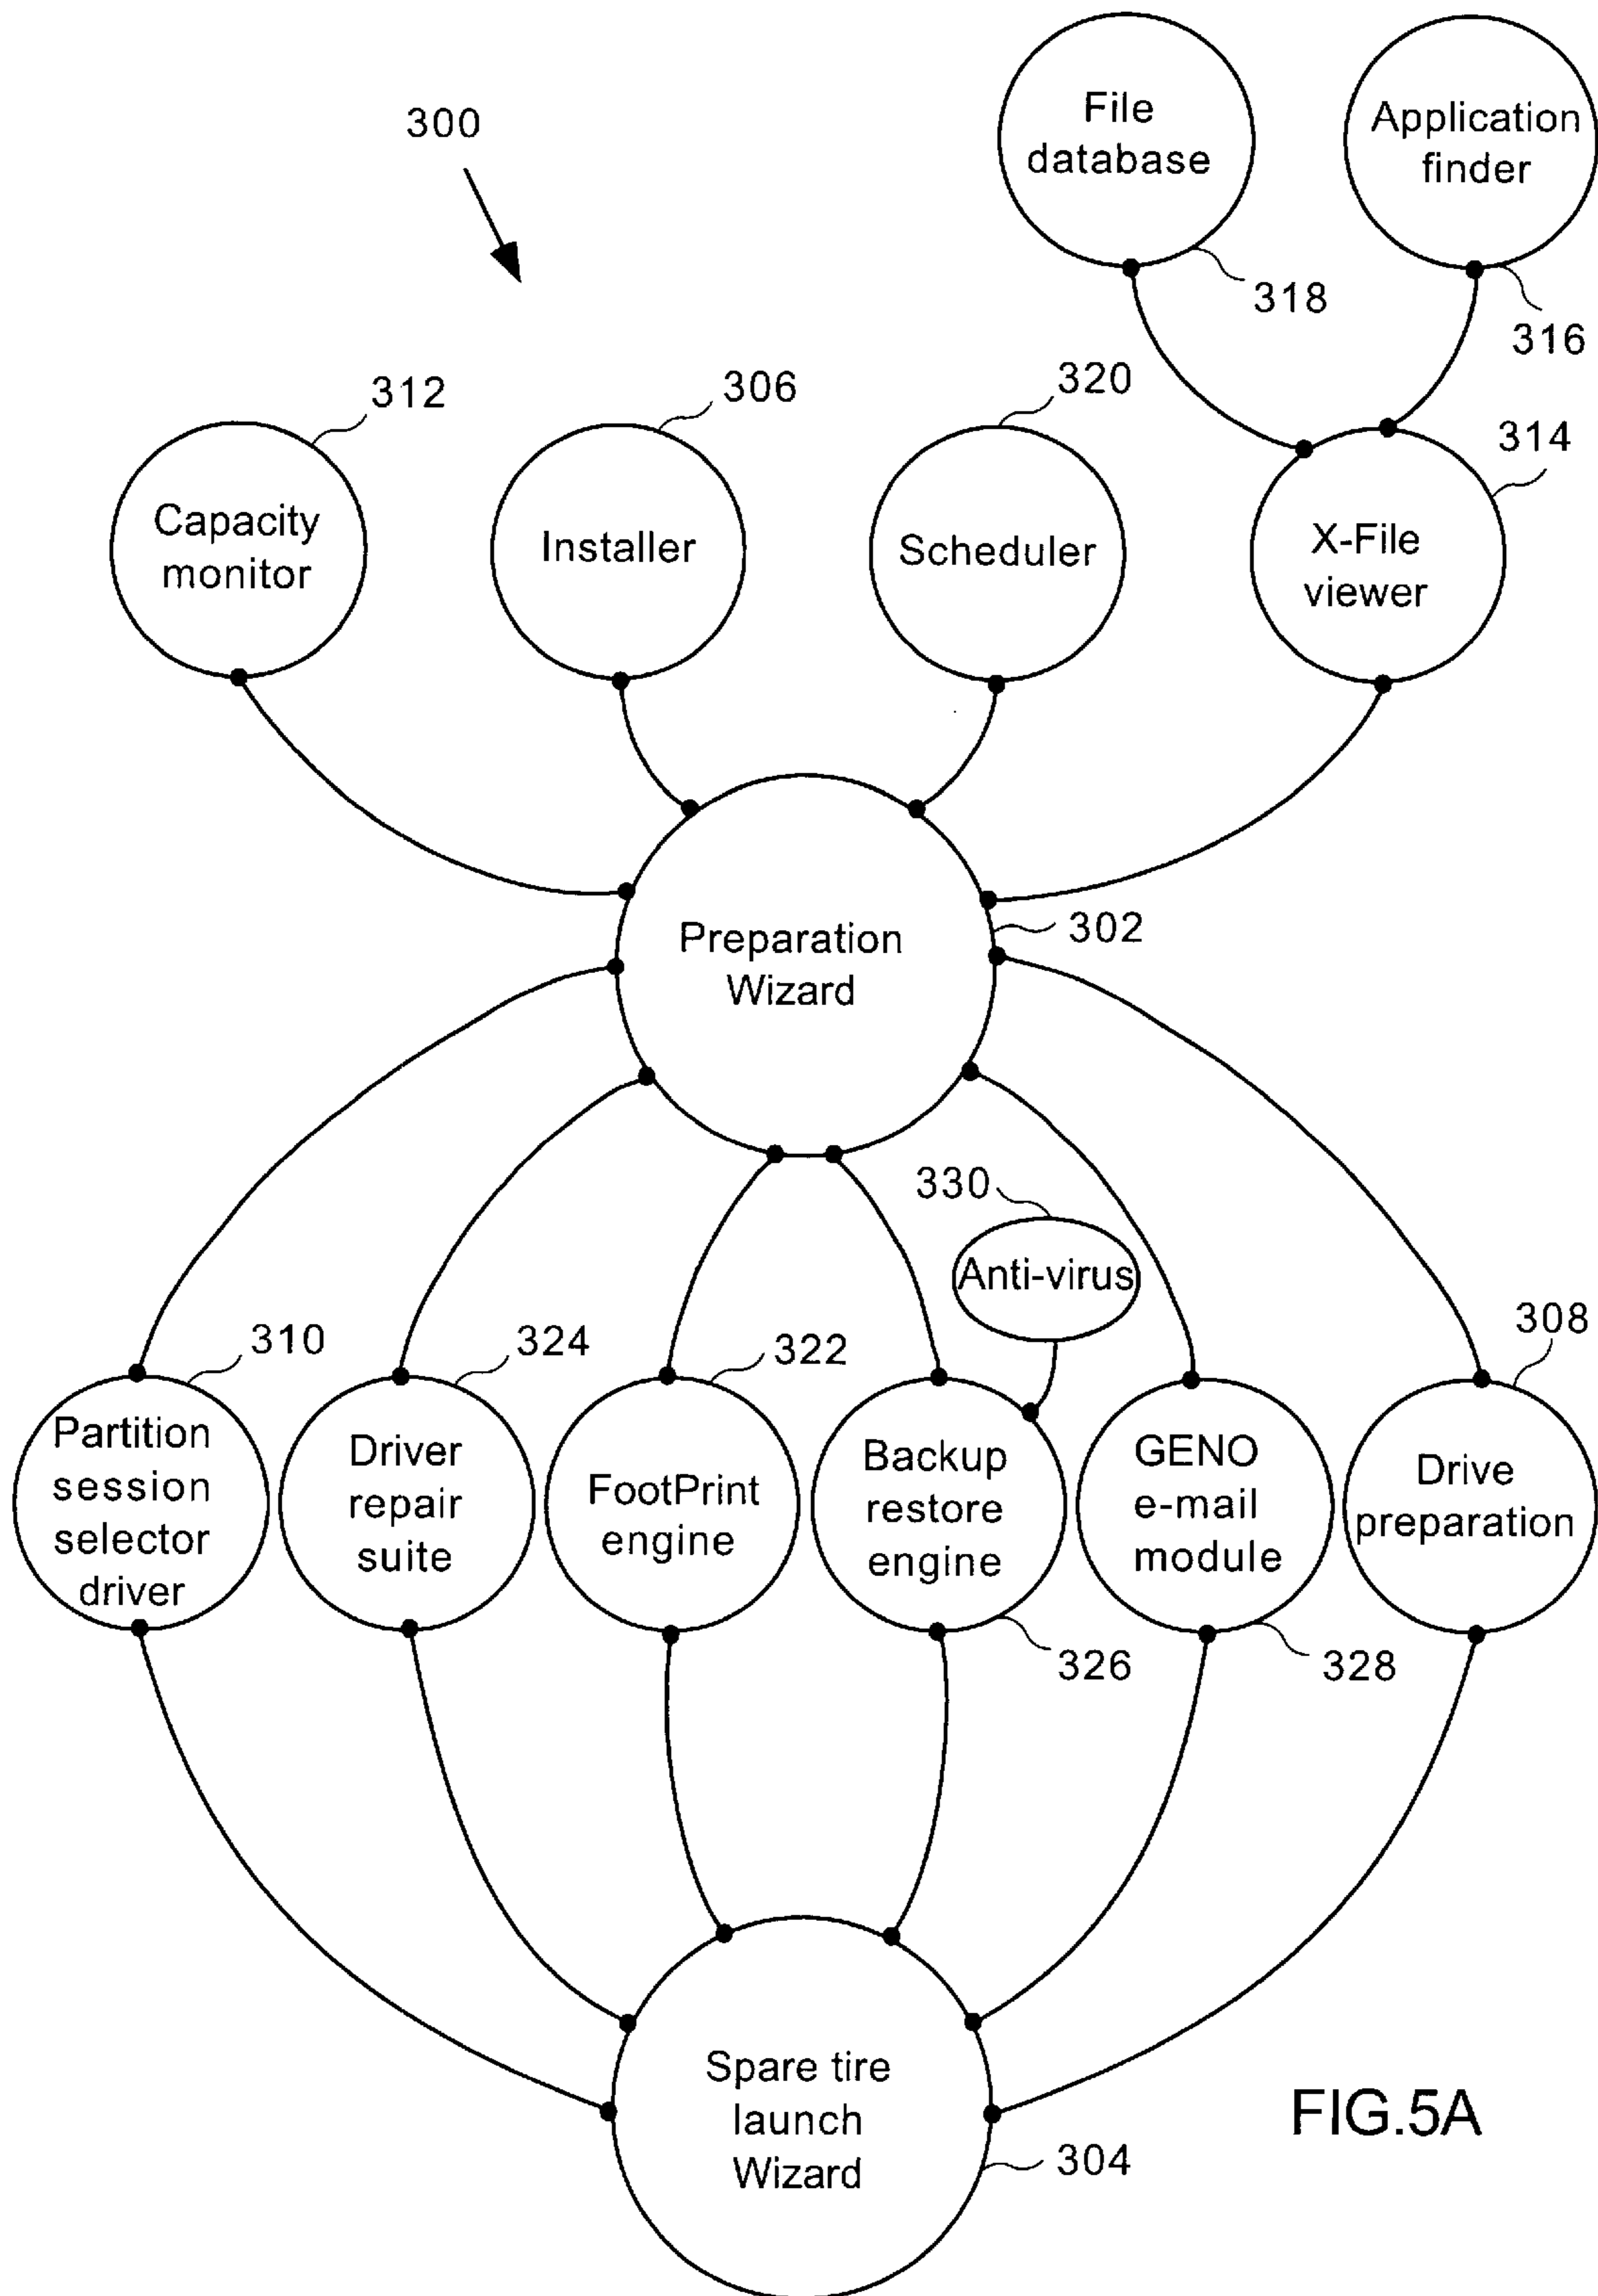 300
File
database
Application
finder
318
316
312
306
320
314
Capacity
monitor
Installer
Scheduler
X-File
viewer
302
Preparation
Wizard
330
Anti-virus
310
324
322
308
Partition
session
selector
driver
Driver
repair
suite
FootPrint
engine
Backup
restore
engine
GENO
e-mail
module
Drive
preparation
326
328
Spare tire
launch
Wizard
304
FIG.5A